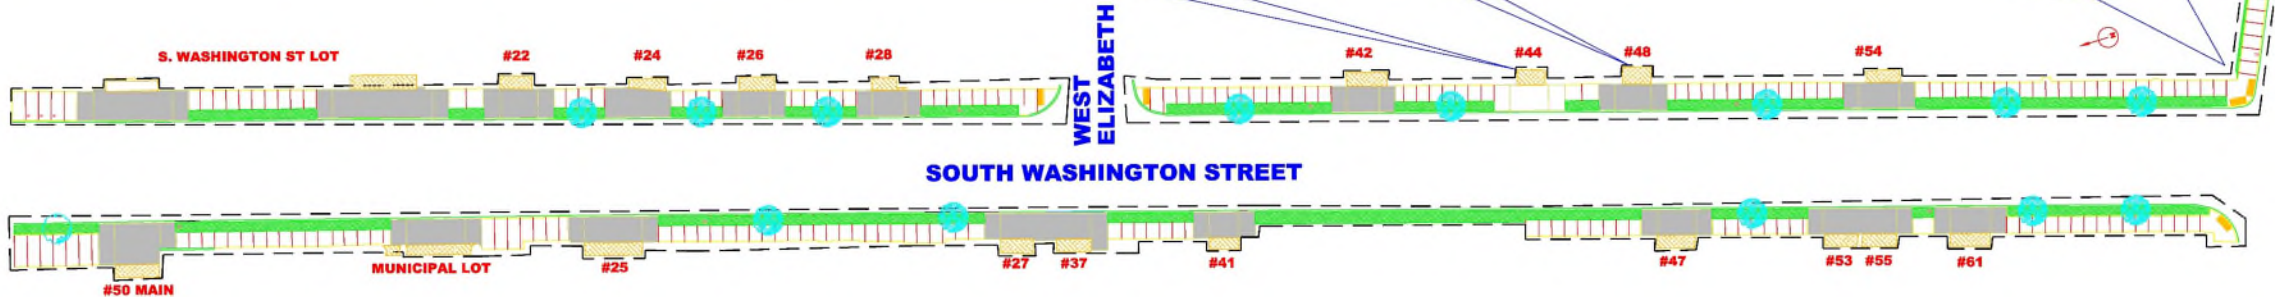 S. WASHINGTON ST LOT
#22
#24
#26
#28
WEST
ELIZABETH
#42
#44
#48
#54
SOUTH WASHINGTON STREET
#50 MAIN
MUNICIPAL LOT
#25
#27
#37
#41
#47
#53
#55
#61